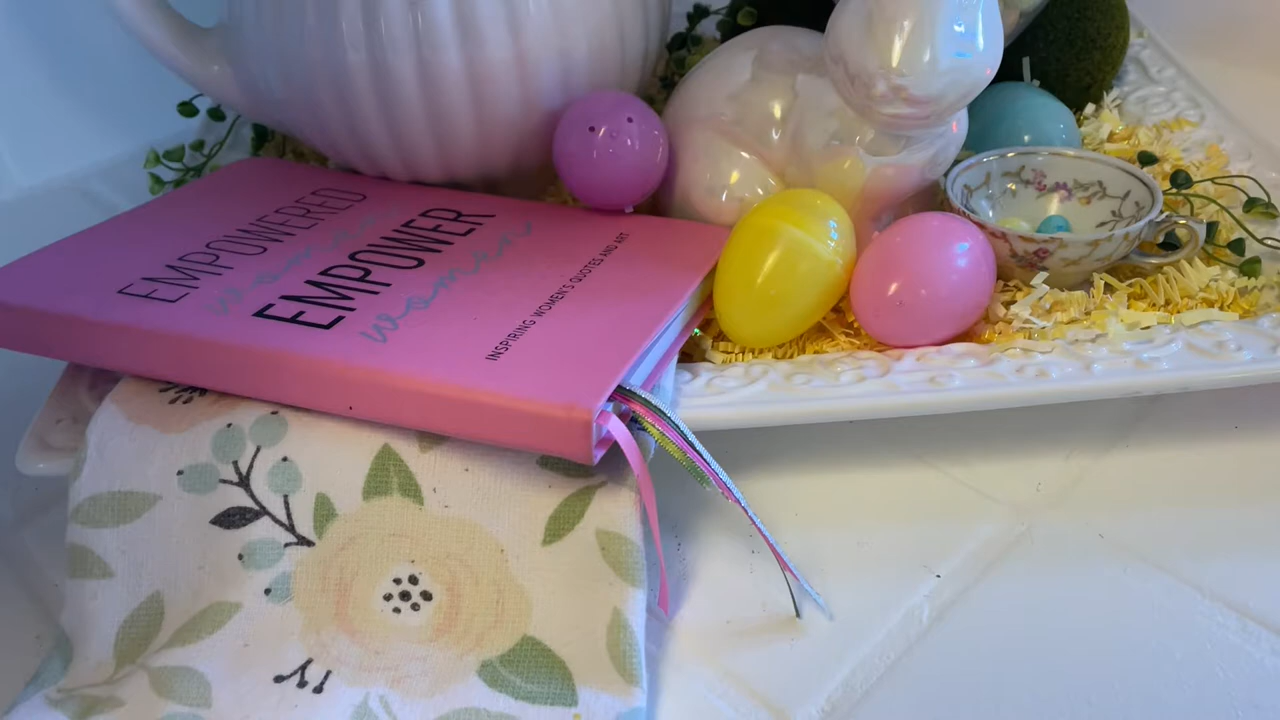 EMPOWERED
women
EMPOWER
women
INSPIRING WOMEN'S QUOTES AND ART